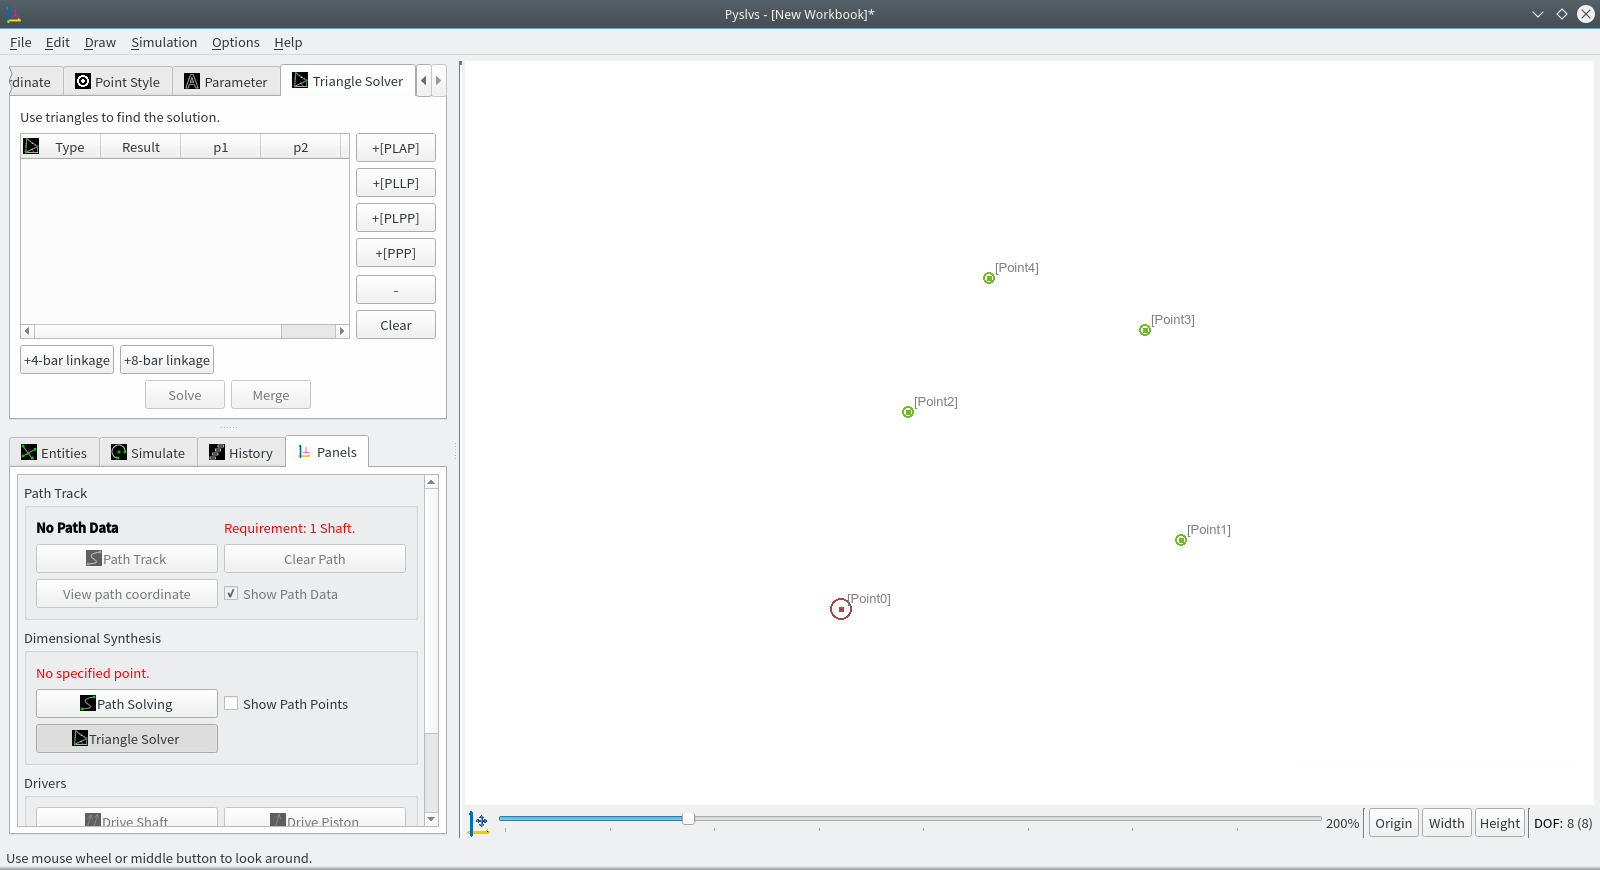 Pyslvs - [New Workbook]*
File Edit Draw Simulation Options Help
rdinate Point Style Parameter Triangle Solver
Use triangles to find the solution.
Type Result p1 p2
+[PLAP]
+[PLLP]
+[PLPP]
+[PPP]
-
Clear
+4-bar linkage +8-bar linkage
Solve Merge
Entities Simulate History Panels
Path Track
No Path Data Requirement: 1 Shaft.
Path Track Clear Path
View path coordinate Show Path Data
Dimensional Synthesis
No specified point.
Path Solving Show Path Points
Triangle Solver
Drivers
Drive Shaft Drive Piston
[Point4]
[Point3]
[Point2]
[Point1]
[Point0]
200% Origin Width Height DOF: 8 (8)
Use mouse wheel or middle button to look around.